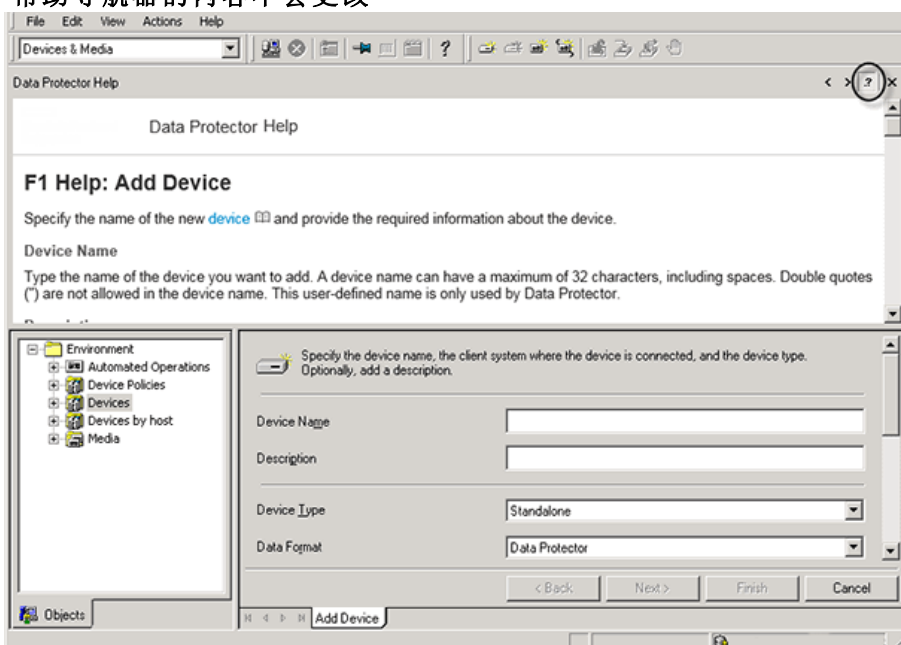 帮助导航器的内容不会更改
File Edit View Actions Help
Devices & Media
Data Protector Help
Data Protector Help
F1 Help: Add Device
Specify the name of the new device and provide the required information about the device.
Device Name
Type the name of the device you want to add. A device name can have a maximum of 32 characters, including spaces. Double quotes
(") are not allowed in the device name. This user-defined name is only used by Data Protector.
Environment
Automated Operations
Device Policies
Devices
Devices by host
Media
Objects
Specify the device name, the client system where the device is connected, and the device type.
Optionally, add a description.
Device Name
Description
Device Type
Standalone
Data Format
Data Protector
< Back Next > Finish Cancel
Add Device